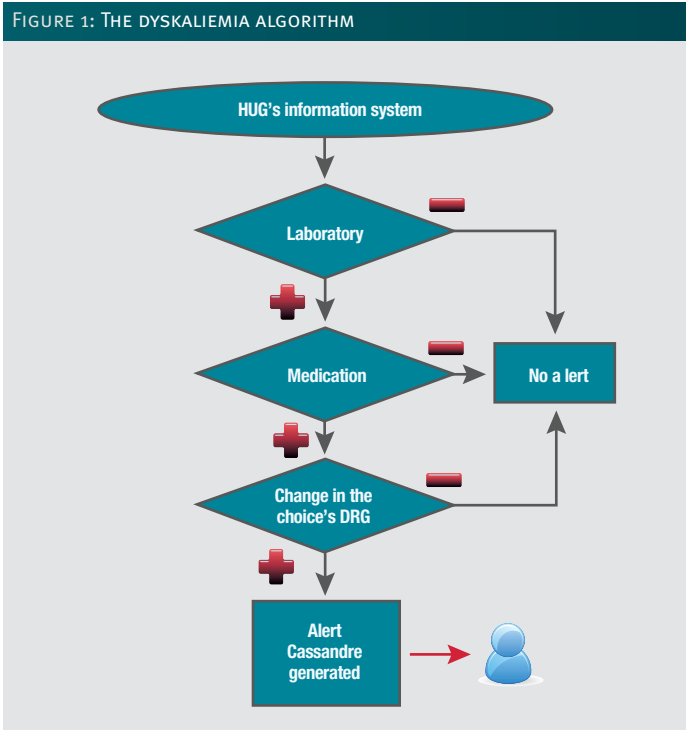 FIGURE 1: THE DYSKALIEMIA ALGORITHM
HUG's information system
Laboratory
Medication
No a lert
Change in the
choice's DRG
Alert
Cassandre
generated